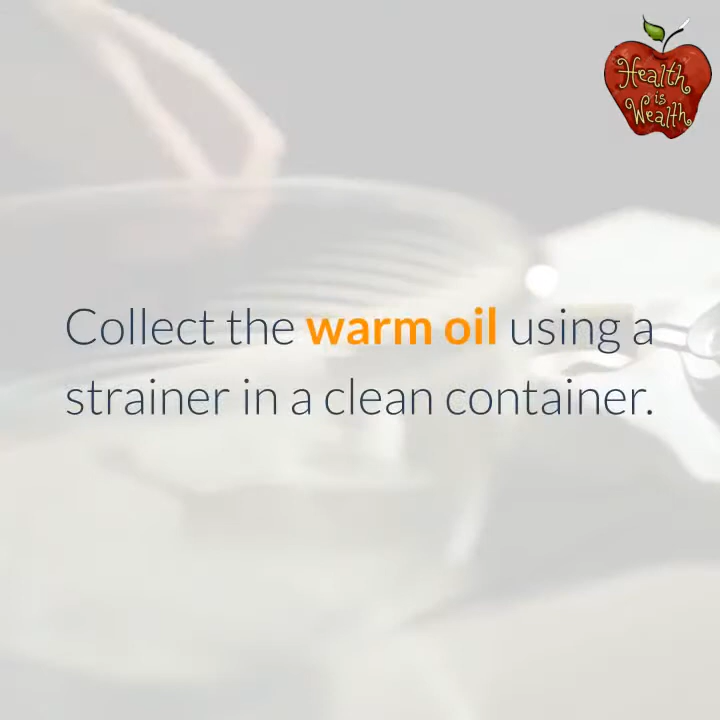 Health
is
Wealth
Collect the warm oil using a
strainer in a clean container.